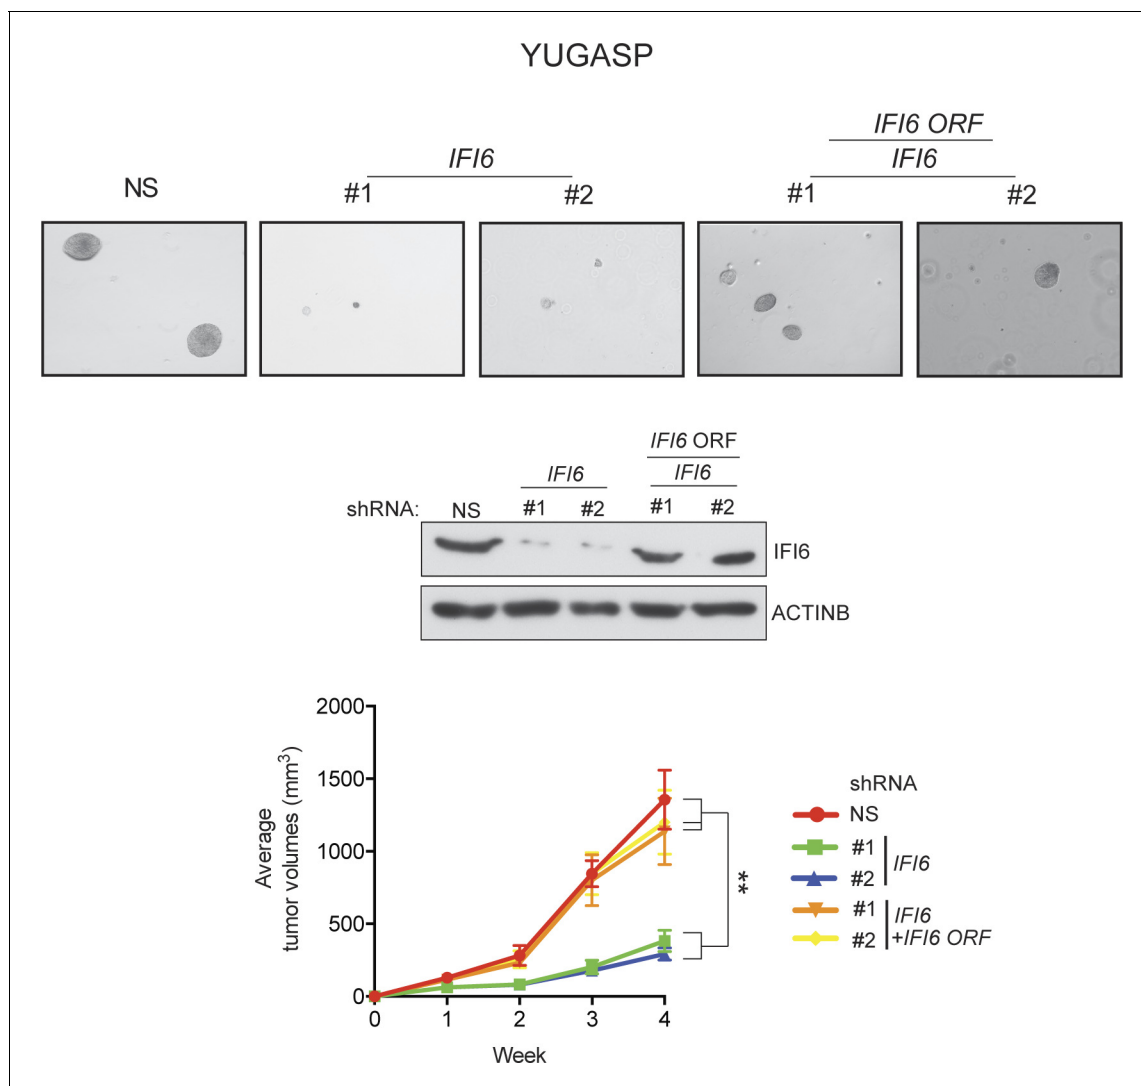 YUGASP
IFI6 ORF
IFI6
IFI6
NS
#1
#2
#1
#2
IFI6 ORF
IFI6
IFI6
shRNA:
NS
#1
#2
#1
#2
IFI6
ACTINB
2000
1500
1000
500
0
Average
tumor volumes (mm³)
0 1 2 3 4
Week
**
shRNA
NS
#1
#2
IFI6
#1
#2
IFI6
+IFI6 ORF